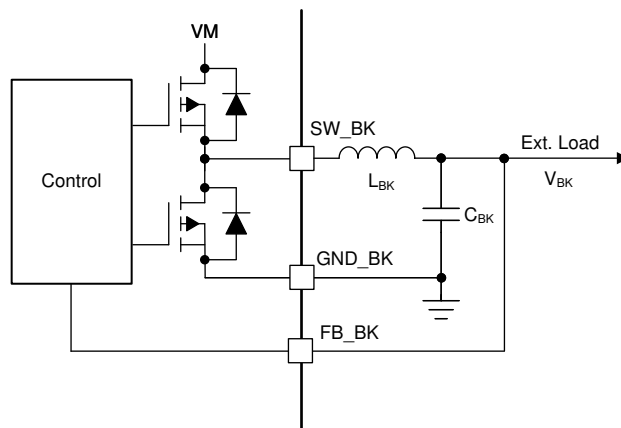 VM
SW_BK
Ext. Load
Control
L_BK
V_BK
C_BK
GND_BK
FB_BK